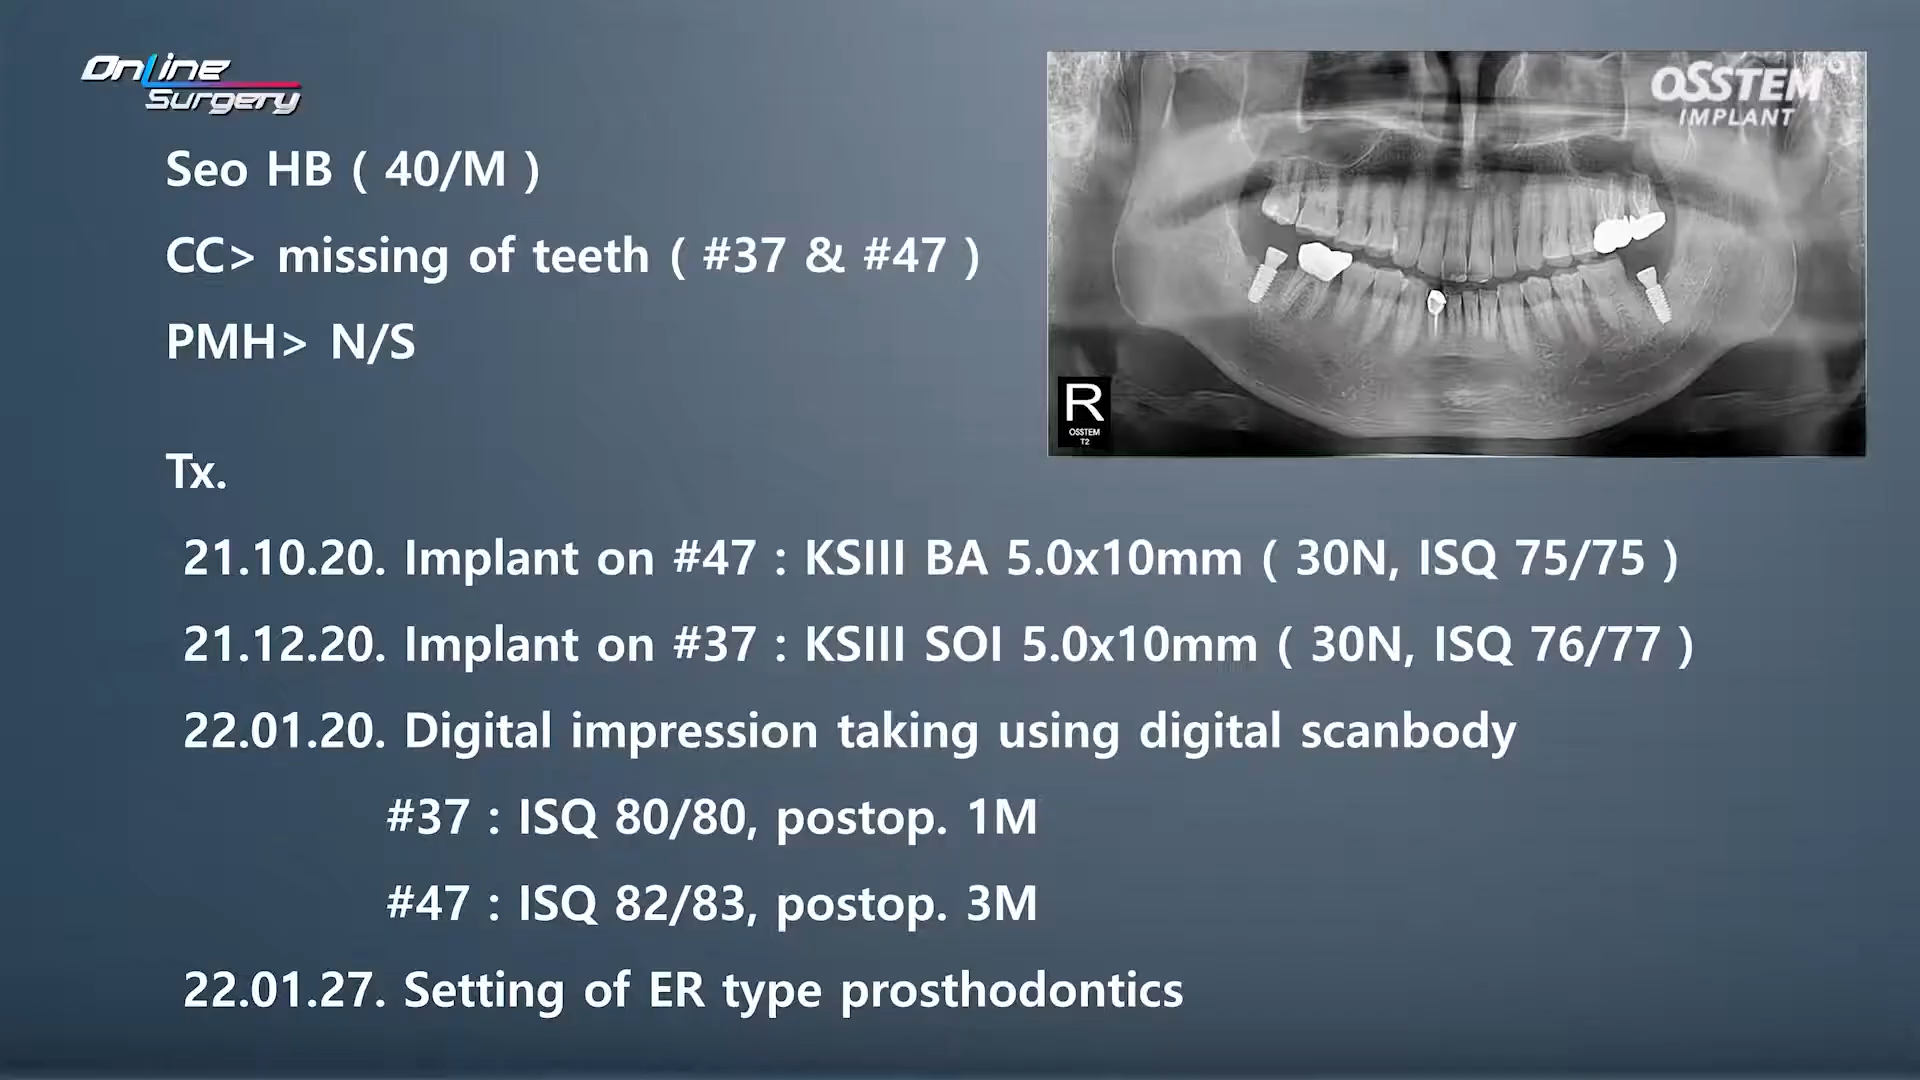 OnLine
Surgery
OSSTEM
IMPLANT
Seo HB ( 40/M )
CC> missing of teeth ( #37 & #47 )
PMH> N/S
R
OSSTEM
T2
Tx.
21.10.20. Implant on #47 : KSIII BA 5.0x10mm ( 30N, ISQ 75/75 )
21.12.20. Implant on #37 : KSIII SOI 5.0x10mm ( 30N, ISQ 76/77 )
22.01.20. Digital impression taking using digital scanbody
#37 : ISQ 80/80, postop. 1M
#47 : ISQ 82/83, postop. 3M
22.01.27. Setting of ER type prosthodontics